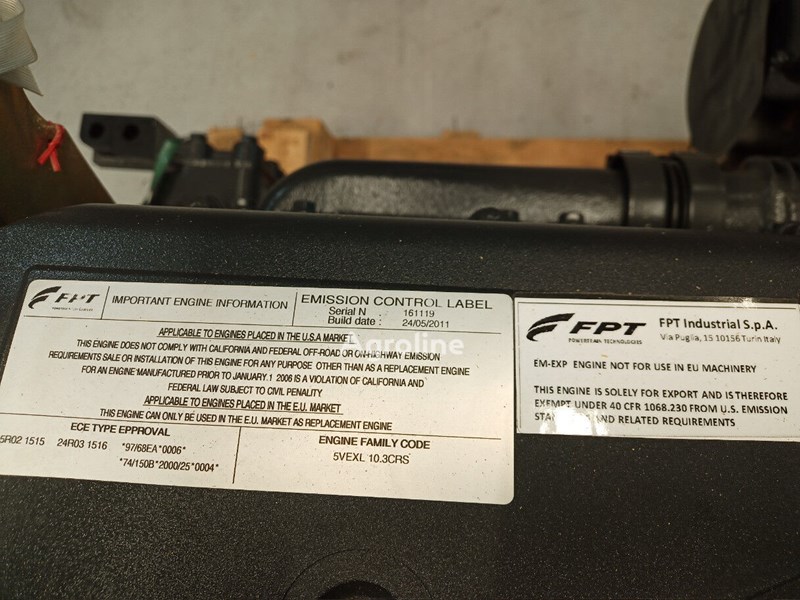 FPT
POWERTRAIN TECHNOLOGIES
IMPORTANT ENGINE INFORMATION
EMISSION CONTROL LABEL
Serial N 161119
Build date : 24/05/2011
APPLICABLE TO ENGINES PLACED IN THE U.S.A MARKET
THIS ENGINE DOES NOT COMPLY WITH CALIFORNIA AND FEDERAL OFF-ROAD OR ON-HIGHWAY EMISSION
REQUIREMENTS SALE OR INSTALLATION OF THIS ENGINE FOR ANY PURPOSE OTHER THAN AS A REPLACEMENT ENGINE
FOR AN ENGINE MANUFACTURED PRIOR TO JANUARY.1 2006 IS A VIOLATION OF CALIFORNIA AND
FEDERAL LAW SUBJECT TO CIVIL PENALITY
APPLICABLE TO ENGINES PLACED IN THE E.U. MARKET
THIS ENGINE CAN ONLY BE USED IN THE E.U. MARKET AS REPLACEMENT ENGINE
ECE TYPE EPPROVAL
5R02 1515 24R03 1516 *97/68EA*0006*
*74/150B*2000/25*0004*
ENGINE FAMILY CODE
5VEXL 10.3CRS
Agroline
FPT
POWERTRAIN TECHNOLOGIES
FPT Industrial S.p.A.
Via Puglia, 15 10156 Turin Italy
EM-EXP ENGINE NOT FOR USE IN EU MACHINERY
THIS ENGINE IS SOLELY FOR EXPORT AND IS THEREFORE
EXEMPT UNDER 40 CFR 1068.230 FROM U.S. EMISSION
AND RELATED REQUIREMENTS